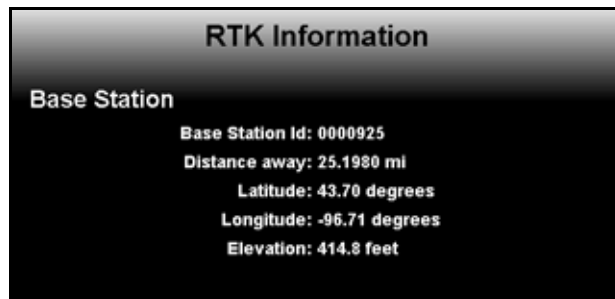 RTK Information
Base Station
Base Station Id: 0000925
Distance away: 25.1980 mi
Latitude: 43.70 degrees
Longitude: -96.71 degrees
Elevation: 414.8 feet